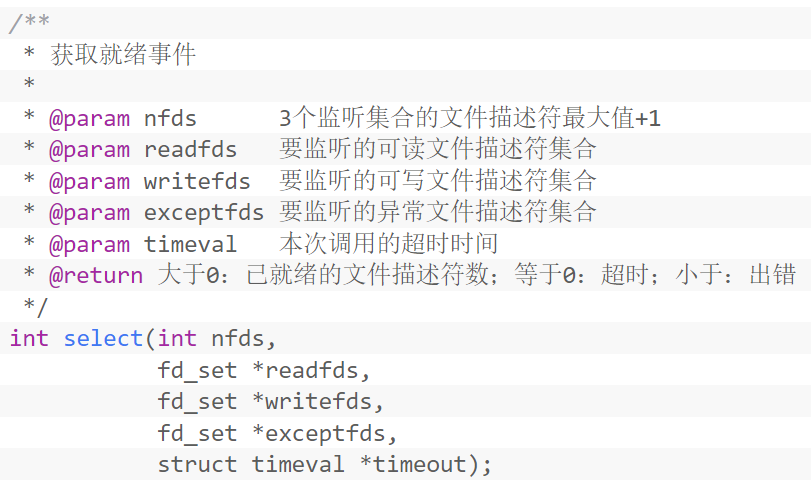 /**
 * 获取就绪事件
 *
 * @param nfds      3个监听集合的文件描述符最大值+1
 * @param readfds   要监听的可读文件描述符集合
 * @param writefds  要监听的可写文件描述符集合
 * @param exceptfds 要监听的异常文件描述符集合
 * @param timeval   本次调用的超时时间
 * @return 大于0：已就绪的文件描述符数；等于0：超时；小于：出错
 */
int select(int nfds,
          fd_set *readfds,
          fd_set *writefds,
          fd_set *exceptfds,
          struct timeval *timeout);